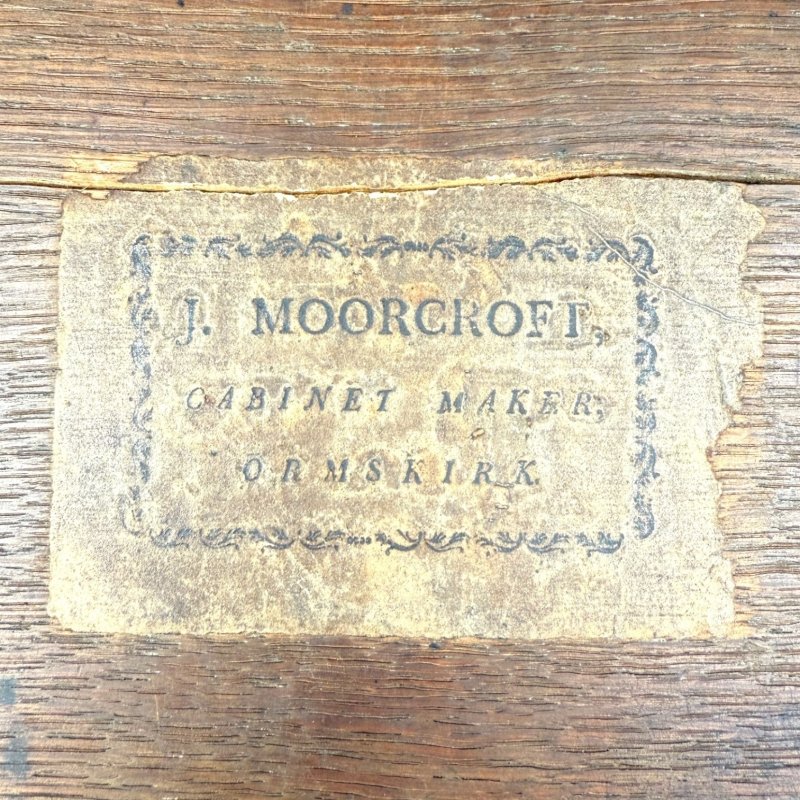 J. MOORCROFT,
CABINET MAKER,
ORMSKIRK.